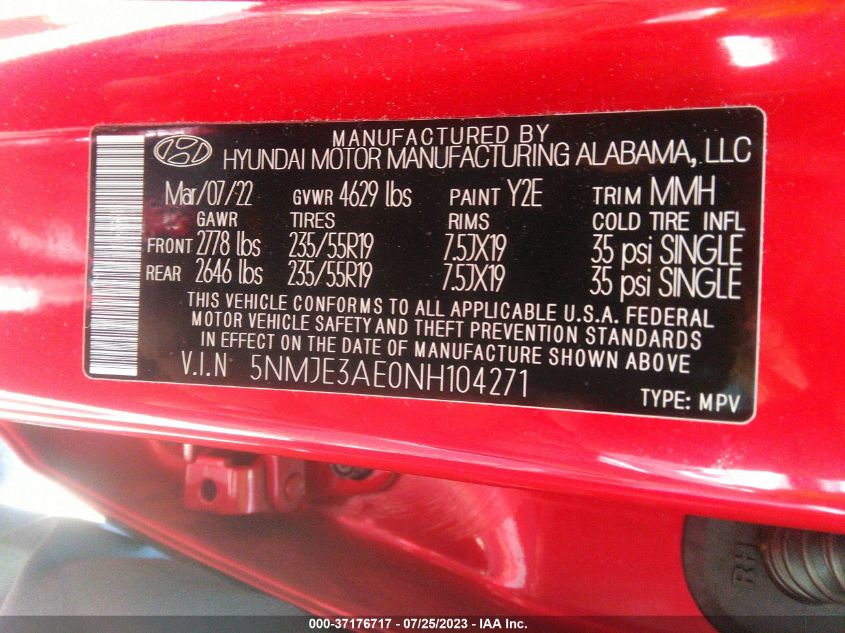 MANUFACTURED BY
HYUNDAI MOTOR MANUFACTURING ALABAMA, LLC
Mar/07/22 GVWR 4629 lbs PAINT Y2E TRIM MMH
GAWR TIRES RIMS COLD TIRE INFL
FRONT 2778 lbs 235/55R19 7.5JX19 35 psi SINGLE
REAR 2646 lbs 235/55R19 7.5JX19 35 psi SINGLE
THIS VEHICLE CONFORMS TO ALL APPLICABLE U.S.A. FEDERAL
MOTOR VEHICLE SAFETY AND THEFT PREVENTION STANDARDS
IN EFFECT ON THE DATE OF MANUFACTURE SHOWN ABOVE
V.I.N 5NMJE3AE0NH104271
TYPE: MPV
RH
000-37176717 / 07/25/2023 - IAA Inc.